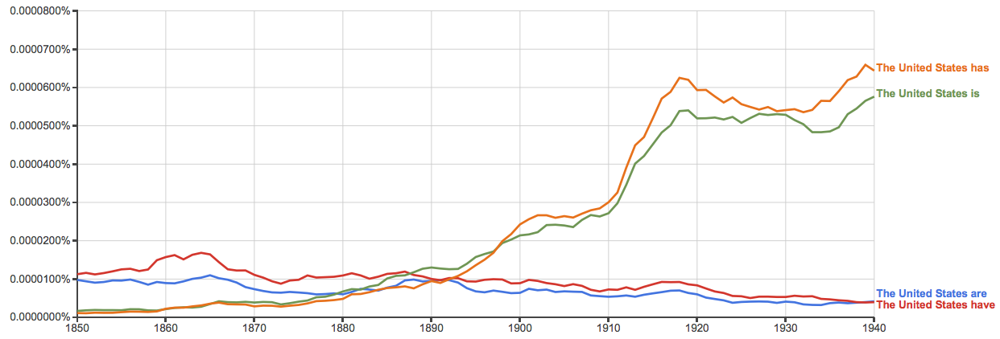 0.0000800%
0.0000700%
0.0000600%
0.0000500%
0.0000400%
0.0000300%
0.0000200%
0.0000100%
0.0000000%
1850 1860 1870 1880 1890 1900 1910 1920 1930 1940
The United States has
The United States is
The United States are
The United States have